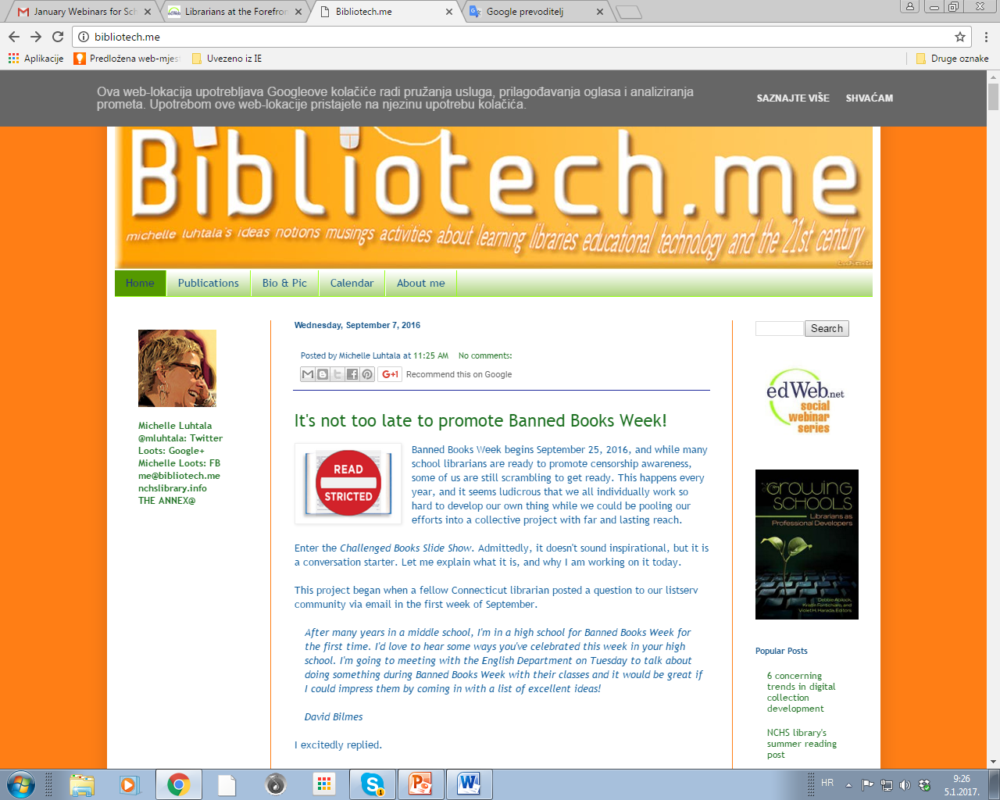 January Webinars for Sch
Librarians at the Forefron
Bibliotech.me
Google prevoditelj
bibliotech.me
Aplikacije
Predložena web-mjest
Uvezeno iz IE
Druge oznake
Ova web-lokacija upotrebljava Googleove kolačiće radi pružanja usluga, prilagođavanja oglasa i analiziranja
prometa. Upotrebom ove web-lokacije pristajete na njezinu upotrebu kolačića.
SAZNAJTE VIŠE
SHVAĆAM
Bibliotech.me
michelle luhtala's ideas notions musings activities about learning libraries educational technology and the 21st century
Home
Publications
Bio & Pic
Calendar
About me
Michelle Luhtala
@mluhtala: Twitter
Loots: Google+
Michelle Loots: FB
me@bibliotech.me
nchslibrary.info
THE ANNEX@
Wednesday, September 7, 2016
Posted by Michelle Luhtala at 11:25 AM No comments:
G+1 Recommend this on Google
It's not too late to promote Banned Books Week!
READ
STRICTED
Banned Books Week begins September 25, 2016, and while many
school librarians are ready to promote censorship awareness,
some of us are still scrambling to get ready. This happens every
year, and it seems ludicrous that we all individually work so
hard to develop our own thing while we could be pooling our
efforts into a collective project with far and lasting reach.
Enter the Challenged Books Slide Show. Admittedly, it doesn't sound inspirational, but it is
a conversation starter. Let me explain what it is, and why I am working on it today.
This project began when a fellow Connecticut librarian posted a question to our listserv
community via email in the first week of September.
After many years in a middle school, I'm in a high school for Banned Books Week for
the first time. I'd love to hear some ways you've celebrated this week in your high
school. I'm going to meeting with the English Department on Tuesday to talk about
doing something during Banned Books Week with their classes and it would be great if
I could impress them by coming in with a list of excellent ideas!
David Bilmes
I excitedly replied.
Search
edWeb.net
social
webinar
series
GROWING
SCHOOLS
Librarians as
Professional Developers
Debbie Abilock,
Kristin Fontichiaro, and
Violet H. Harada, Editors
Popular Posts
6 concerning
trends in digital
collection
development
NCHS library's
summer reading
post
HR
9:26
5.1.2017.